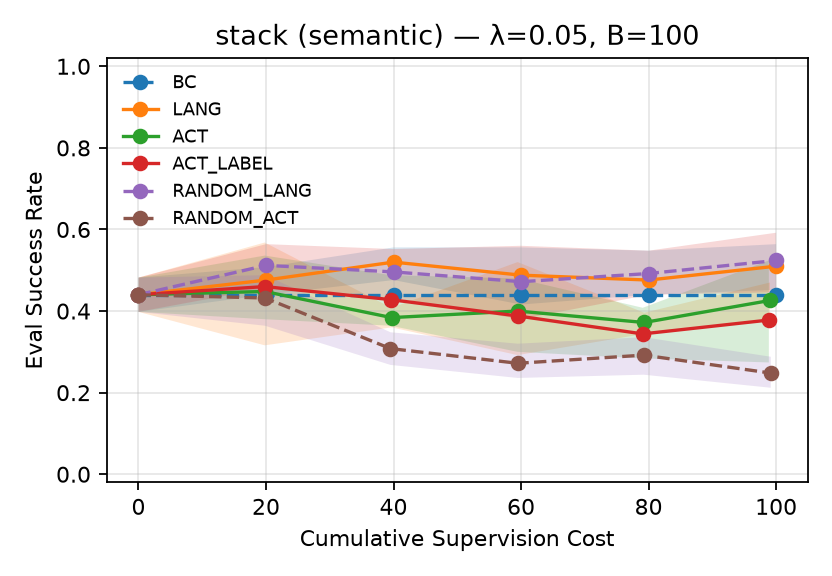 stack (semantic) — λ=0.05, B=100
1.0
0.8
0.6
0.4
0.2
0.0
Eval Success Rate
BC
LANG
ACT
ACT_LABEL
RANDOM_LANG
RANDOM_ACT
0 20 40 60 80 100
Cumulative Supervision Cost